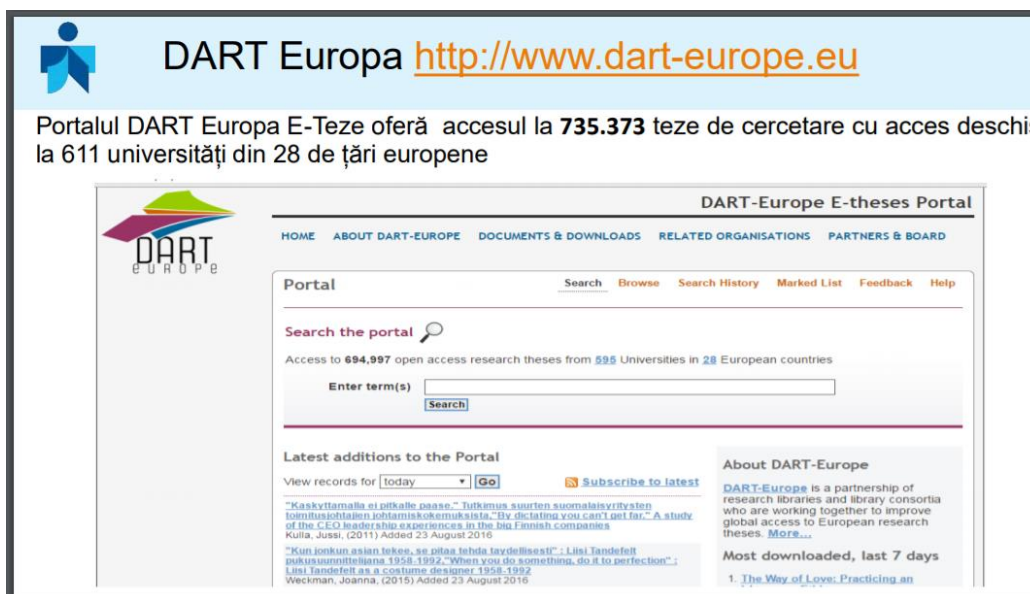 DART Europa http://www.dart-europe.eu
Portalul DART Europa E-Teze oferă accesul la 735.373 teze de cercetare cu acces deschi
la 611 universități din 28 de țări europene
DART
EUROPE
DART-Europe E-theses Portal
HOME ABOUT DART-EUROPE DOCUMENTS & DOWNLOADS RELATED ORGANISATIONS PARTNERS & BOARD
Portal
Search Browse Search History Marked List Feedback Help
Search the portal
Access to 694,997 open access research theses from 595 Universities in 28 European countries
Enter term(s)
Search
Latest additions to the Portal
View records for today Go Subscribe to latest
"Kaskyttamalla ei pitkalle paase." Tutkimus suurten suomalaisyritysten
toimitusjohtajien johtamiskokemuksista,"By dictating you can't get far." A study
of the CEO leadership experiences in the big Finnish companies
Kulla, Jussi, (2011) Added 23 August 2016
"Kun jonkun asian tekee, se pitaa tehda taydellisesti" : Liisi Tandefelt
pukusuunnittelijana 1958-1992,"When you do something, do it to perfection" :
Liisi Tandefelt as a costume designer 1958-1992
Weckman, Joanna, (2015) Added 23 August 2016
About DART-Europe
DART-Europe is a partnership of
research libraries and library consortia
who are working together to improve
global access to European research
theses. More...
Most downloaded, last 7 days
1. The Way of Love: Practicing an